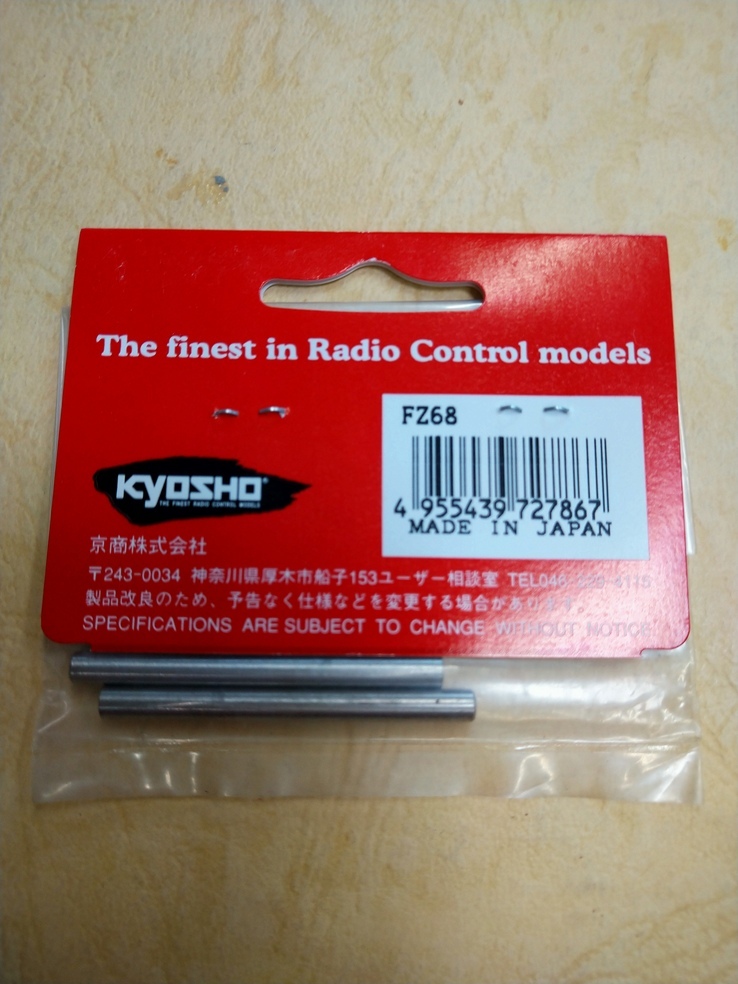 The finest in Radio Control models
FZ68
4 955439 727867
MADE IN JAPAN
KYOSHO
THE FINEST RADIO CONTROL MODELS
京商株式会社
〒243-0034 神奈川県厚木市船子153ユーザー相談室 TEL046-
製品改良のため、予告なく仕様などを変更する場合があります。
SPECIFICATIONS ARE SUBJECT TO CHANGE WITHOUT NOTICE